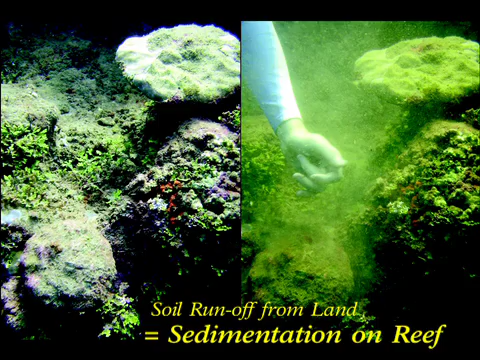 Soil Run-off from Land
= Sedimentation on Reef